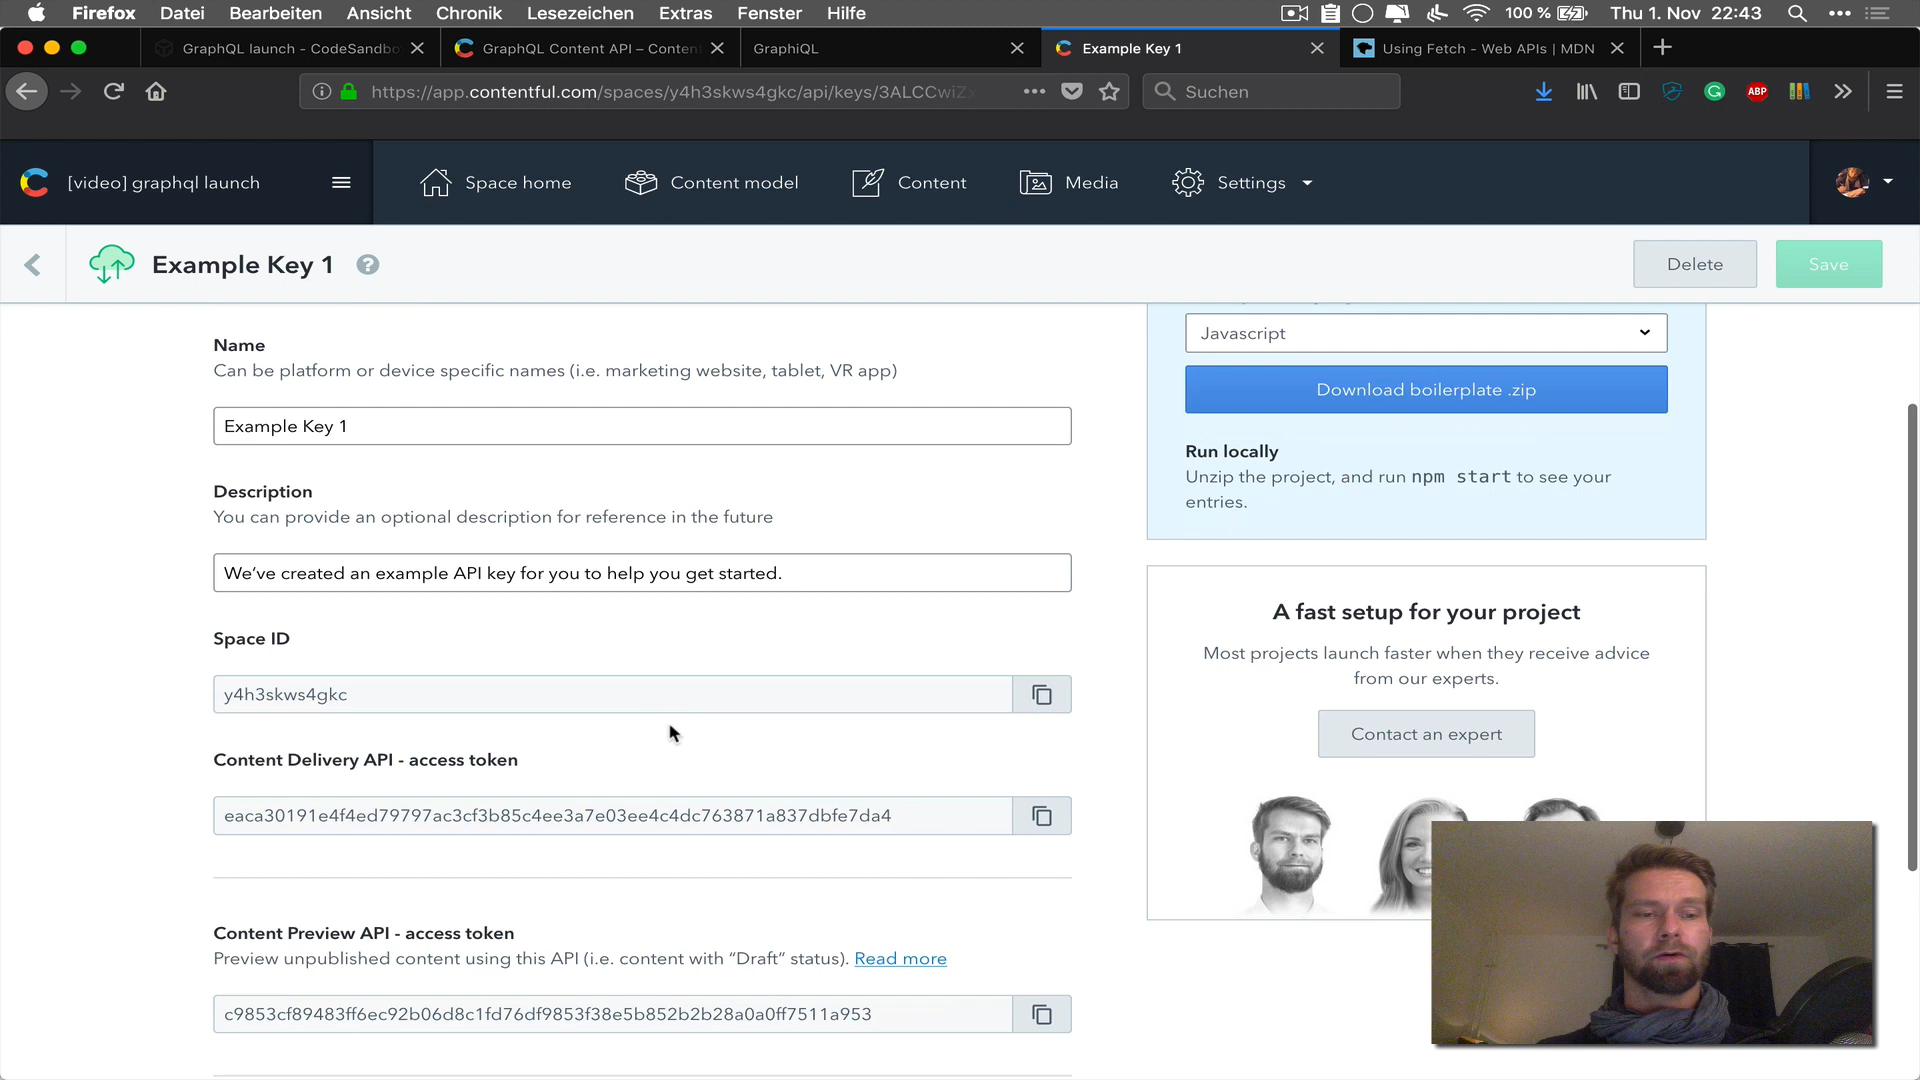 Firefox Datei Bearbeiten Ansicht Chronik Lesezeichen Extras Fenster Hilfe 100 % Thu 1. Nov 22:43
GraphQL launch - CodeSandbo GraphQL Content API – Conten GraphiQL Example Key 1 Using Fetch - Web APIs | MDN
https://app.contentful.com/spaces/y4h3skws4gkc/api/keys/3ALCCwiZ Suchen ABP
[video] graphql launch Space home Content model Content Media Settings
Example Key 1 ? Delete Save
Name
Can be platform or device specific names (i.e. marketing website, tablet, VR app)
Example Key 1
Description
You can provide an optional description for reference in the future
We’ve created an example API key for you to help you get started.
Space ID
y4h3skws4gkc
Content Delivery API - access token
eaca30191e4f4ed79797ac3cf3b85c4ee3a7e03ee4c4dc763871a837dbfe7da4
Content Preview API - access token
Preview unpublished content using this API (i.e. content with “Draft” status). Read more
c9853cf89483ff6ec92b06d8c1fd76df9853f38e5b852b2b28a0a0ff7511a953
Javascript
Download boilerplate .zip
Run locally
Unzip the project, and run npm start to see your
entries.
A fast setup for your project
Most projects launch faster when they receive advice
from our experts.
Contact an expert